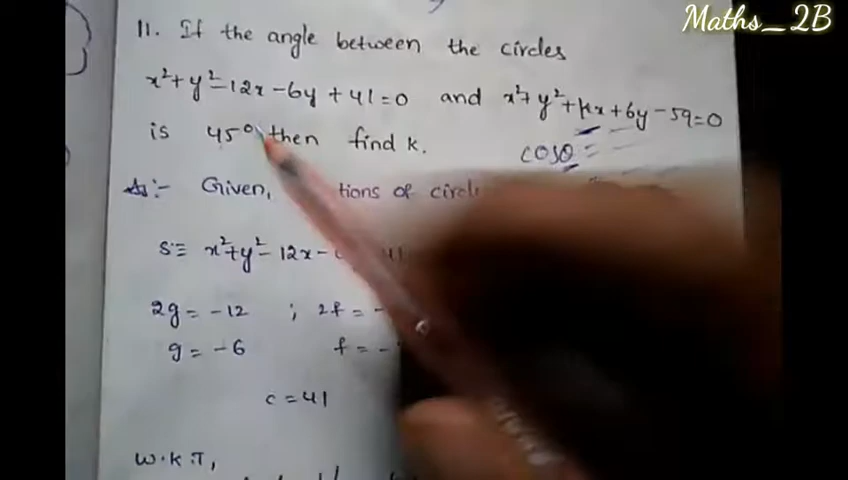 Maths_2B
11. If the angle between the circles
x²+y²-12x-6y+41=0 and x²+y²+kx+6y-59=0
is 45° then find k.
cosθ=
As:- Given, tions of circle
S≡ x²+y²-12x- 41
2g = -12 ; 2f = -
g = -6 f = -
c = 41
W.K.T,